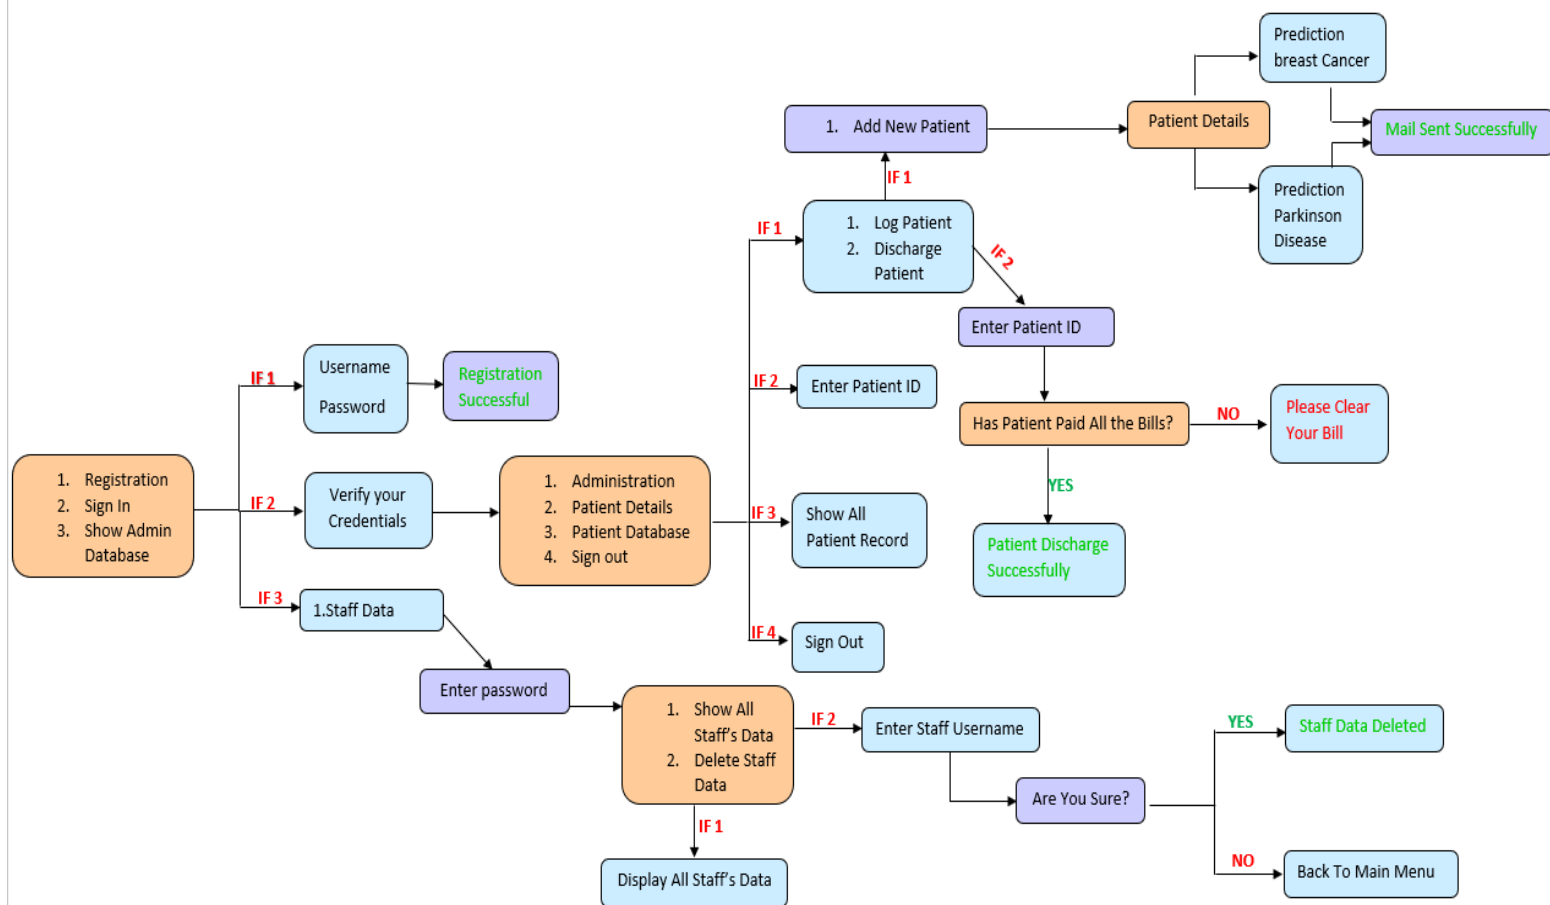 Prediction
breast Cancer
1. Add New Patient
Patient Details
Mail Sent Successfully
IF 1
Prediction
Parkinson
Disease
IF 1
1. Log Patient
2. Discharge
Patient
IF 2
Enter Patient ID
Username
Password
IF 1
Registration
Successful
IF 2
Enter Patient ID
Has Patient Paid All the Bills?
NO
Please Clear
Your Bill
1. Registration
2. Sign In
3. Show Admin
Database
IF 2
Verify your
Credentials
1. Administration
2. Patient Details
3. Patient Database
4. Sign out
IF 3
Show All
Patient Record
YES
Patient Discharge
Successfully
IF 3
1.Staff Data
IF 4
Sign Out
Enter password
1. Show All
Staff's Data
2. Delete Staff
Data
IF 2
Enter Staff Username
YES
Staff Data Deleted
Are You Sure?
IF 1
Display All Staff's Data
NO
Back To Main Menu